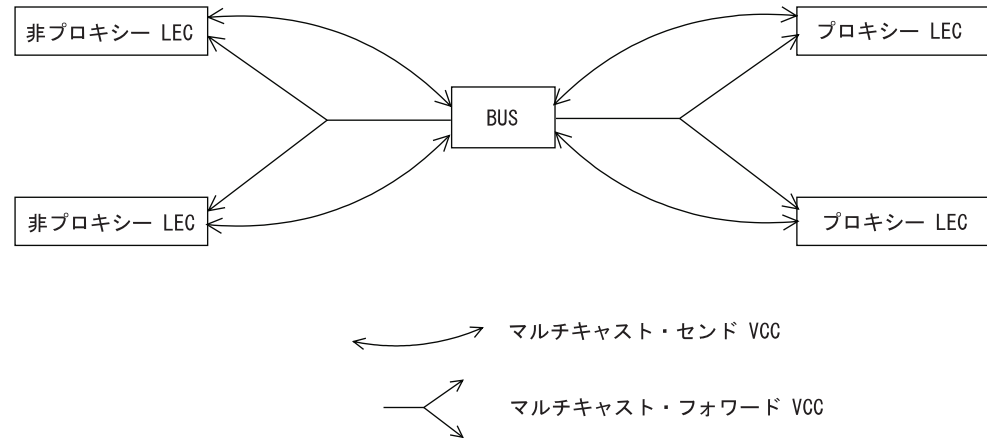 非プロキシー LEC
プロキシー LEC
BUS
非プロキシー LEC
プロキシー LEC
マルチキャスト・センド VCC
マルチキャスト・フォワード VCC